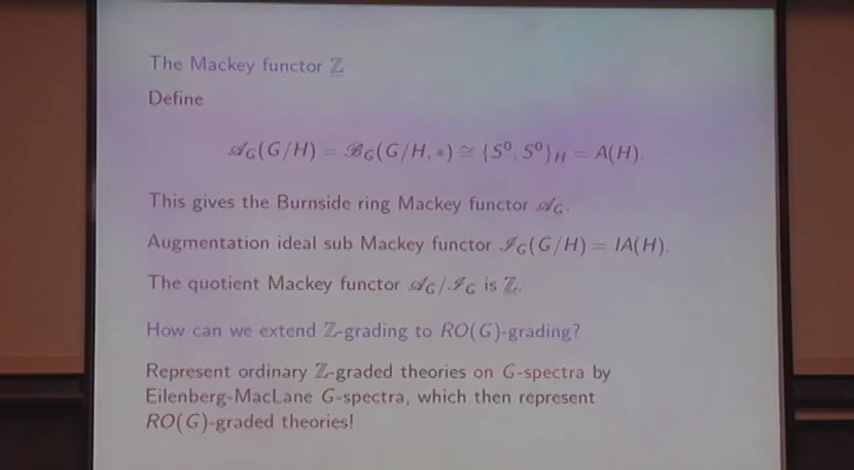 The Mackey functor ℤ
Define
𝒜_G(G/H) = ℬ_G(G/H, *) ≅ {S⁰, S⁰}_H = A(H).
This gives the Burnside ring Mackey functor 𝒜_G.
Augmentation ideal sub Mackey functor ℐ_G(G/H) = IA(H).
The quotient Mackey functor 𝒜_G/ℐ_G is ℤ.
How can we extend ℤ-grading to RO(G)-grading?
Represent ordinary ℤ-graded theories on G-spectra by
Eilenberg-MacLane G-spectra, which then represent
RO(G)-graded theories!